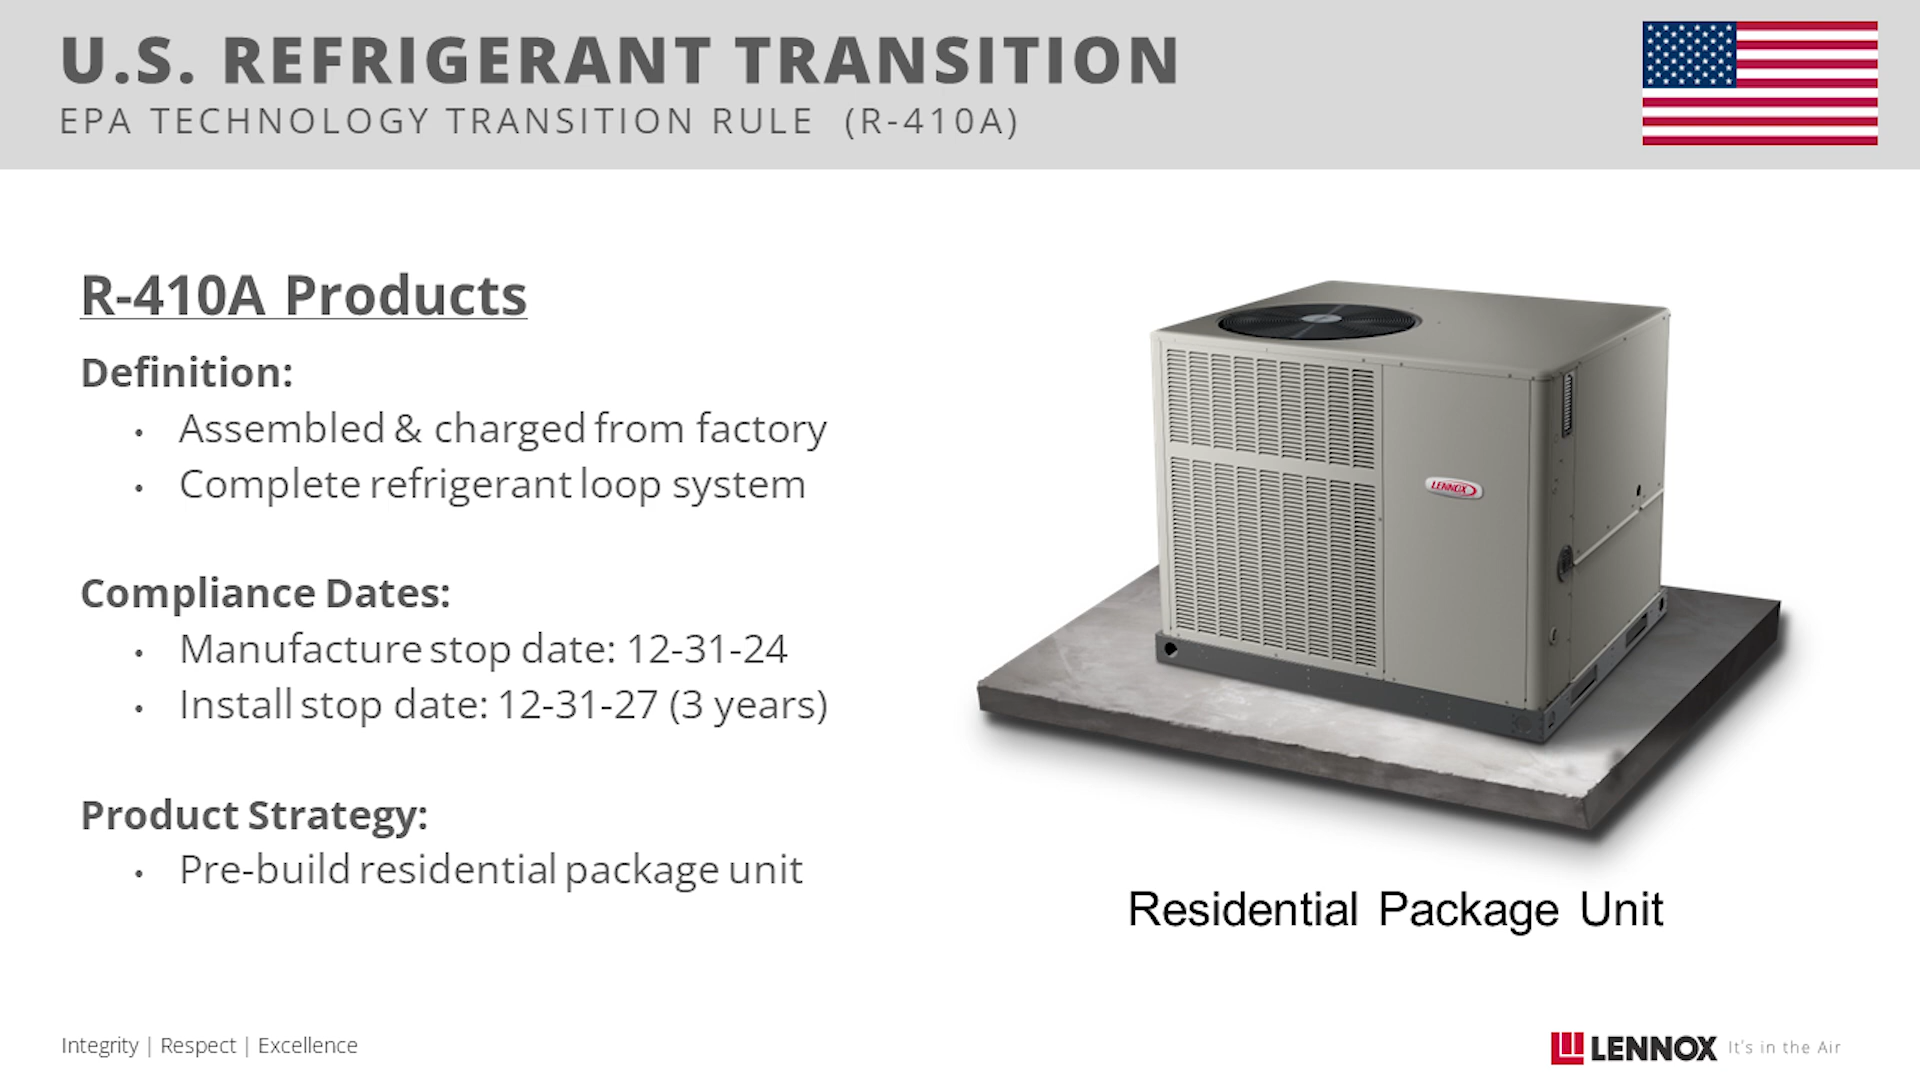 U.S. REFRIGERANT TRANSITION
EPA TECHNOLOGY TRANSITION RULE (R-410A)
R-410A Products
Definition:
• Assembled & charged from factory
• Complete refrigerant loop system
Compliance Dates:
• Manufacture stop date: 12-31-24
• Install stop date: 12-31-27 (3 years)
Product Strategy:
• Pre-build residential package unit
LENNOX
Residential Package Unit
Integrity | Respect | Excellence
LENNOX It's in the Air